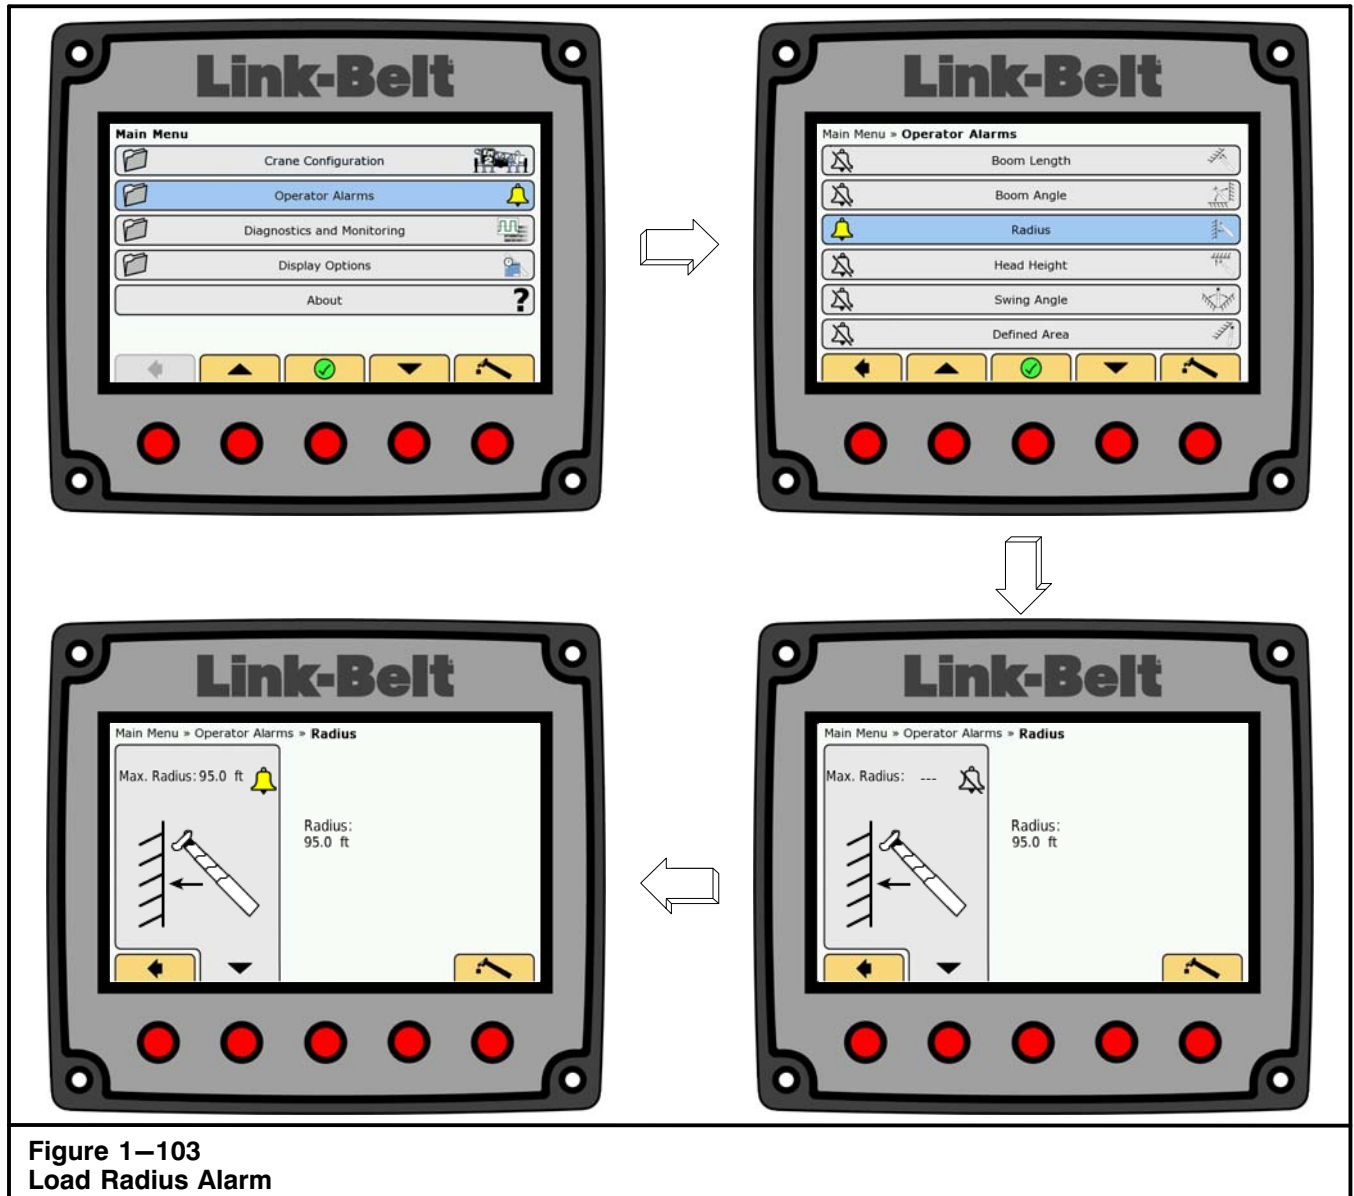 Link-Belt
Main Menu
Crane Configuration
Operator Alarms
Diagnostics and Monitoring
Display Options
About
?
Link-Belt
Main Menu » Operator Alarms
Boom Length
Boom Angle
Radius
Head Height
Swing Angle
Defined Area
Link-Belt
Main Menu » Operator Alarms » Radius
Max. Radius: 95.0 ft
Radius:
95.0 ft
Link-Belt
Main Menu » Operator Alarms » Radius
Max. Radius: ---
Radius:
95.0 ft
Figure 1–103
Load Radius Alarm